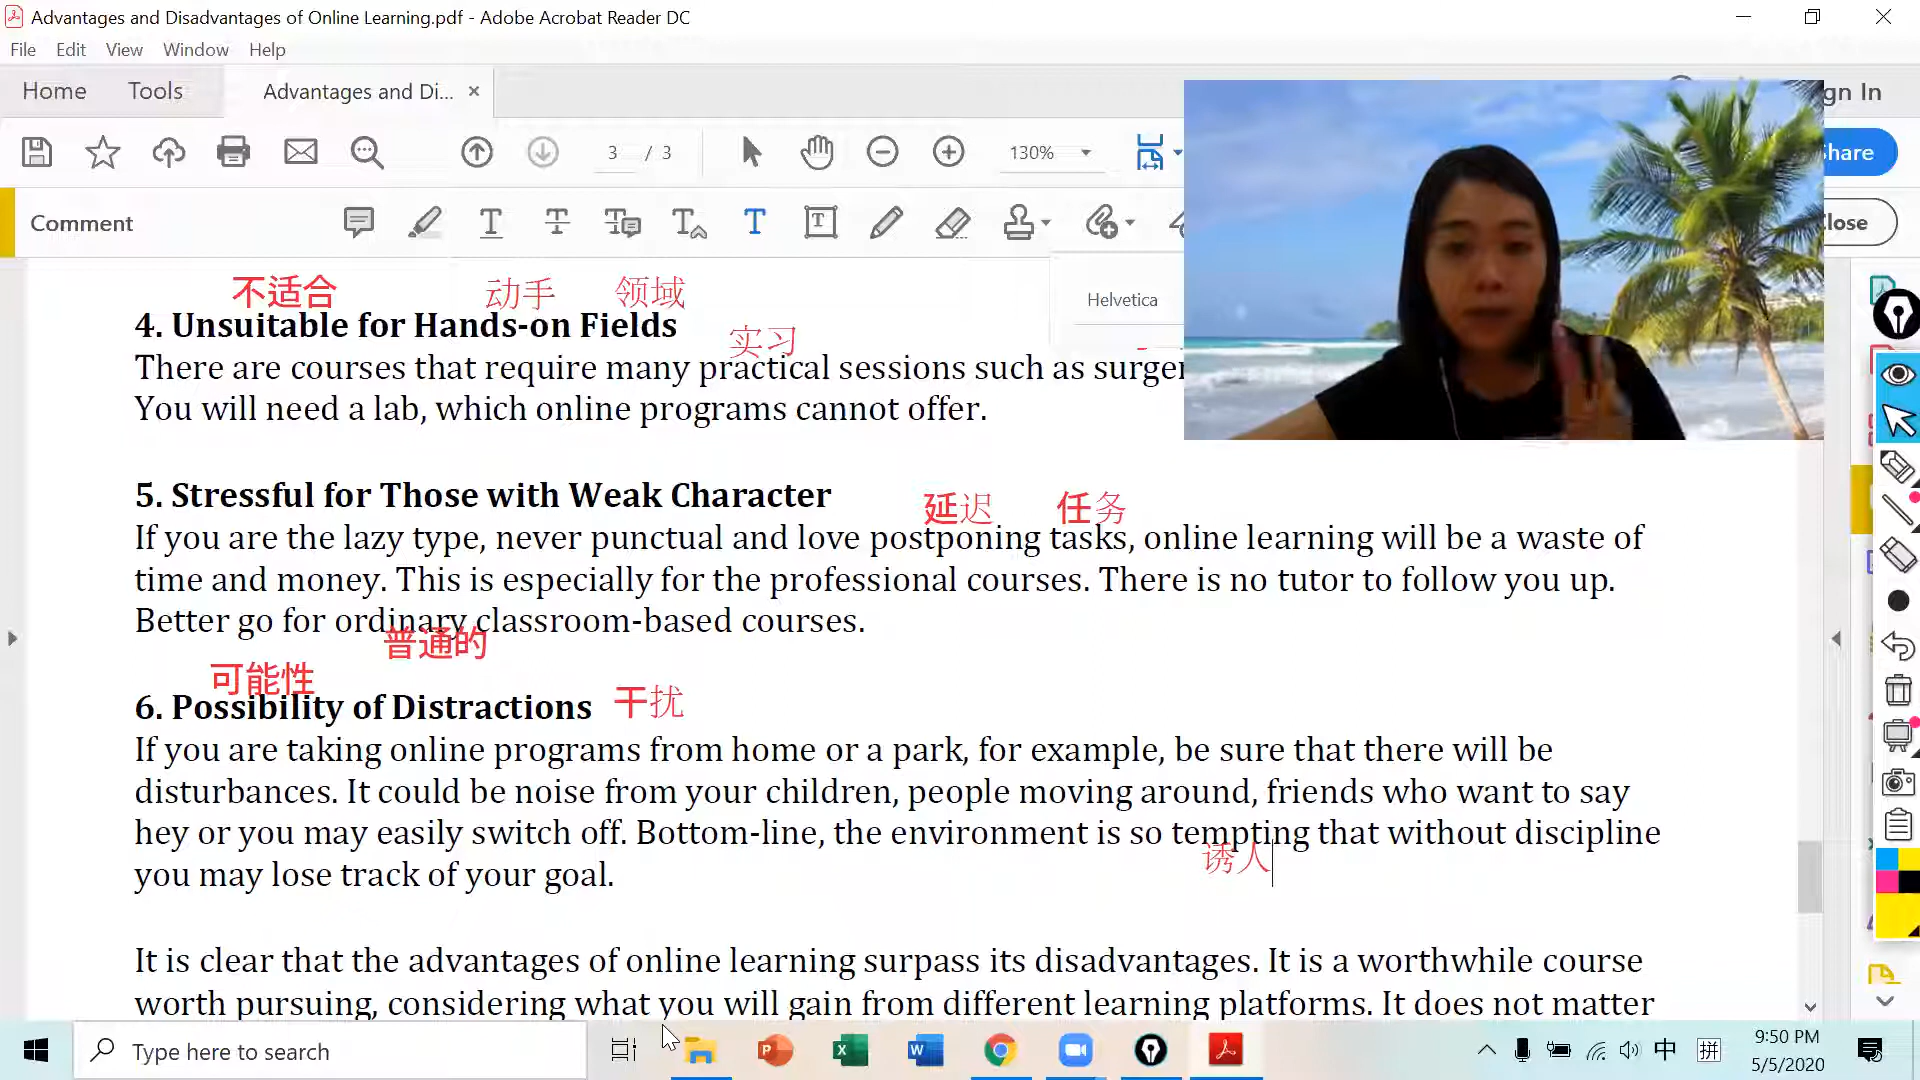 Advantages and Disadvantages of Online Learning.pdf - Adobe Acrobat Reader DC
File Edit View Window Help
Home Tools Advantages and Di... × gn In
3 / 3 130% hare
Comment lose
Helvetica
不适合 动手 领域
4. Unsuitable for Hands-on Fields
实习
There are courses that require many practical sessions such as surger
You will need a lab, which online programs cannot offer.
5. Stressful for Those with Weak Character
延迟 任务
If you are the lazy type, never punctual and love postponing tasks, online learning will be a waste of
time and money. This is especially for the professional courses. There is no tutor to follow you up.
Better go for ordinary classroom-based courses.
普通的
可能性
6. Possibility of Distractions 干扰
If you are taking online programs from home or a park, for example, be sure that there will be
disturbances. It could be noise from your children, people moving around, friends who want to say
hey or you may easily switch off. Bottom-line, the environment is so tempting that without discipline
诱人
you may lose track of your goal.
It is clear that the advantages of online learning surpass its disadvantages. It is a worthwhile course
worth pursuing, considering what you will gain from different learning platforms. It does not matter
Type here to search
中 拼 9:50 PM
5/5/2020